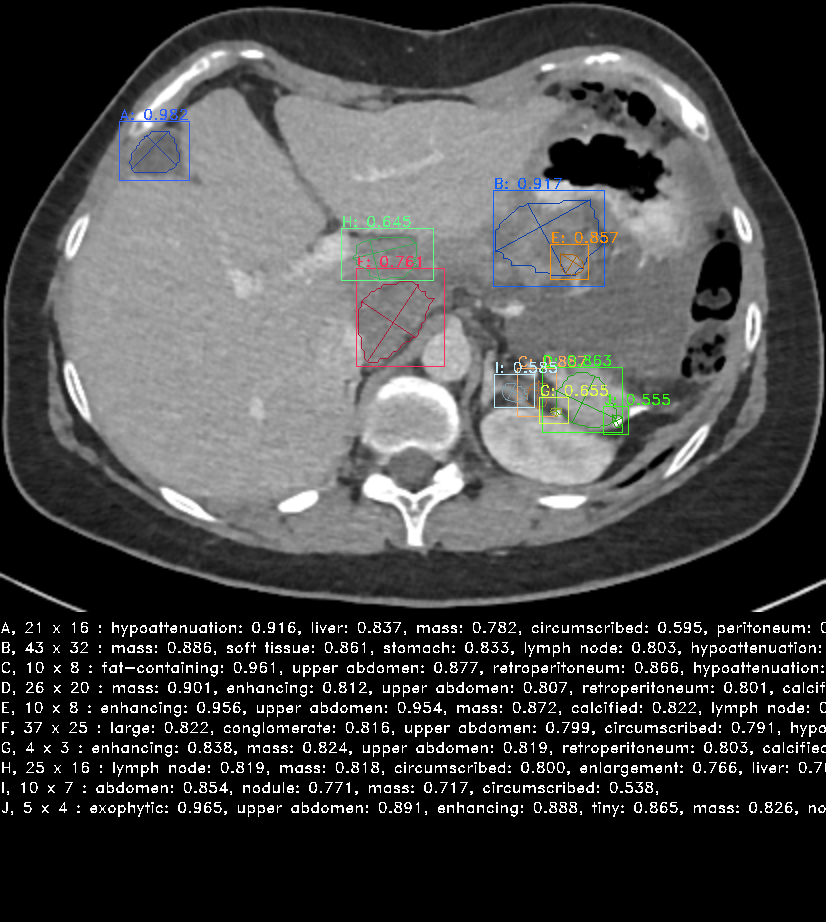 A: 0.982
B: 0.917
H: 0.645
E: 0.857
F: 0.761
0.863
I: 0.585
G: 0.655
0.555
A, 21 x 16 : hypoattenuation: 0.916, liver: 0.837, mass: 0.782, circumscribed: 0.595, peritoneum: 0
B, 43 x 32 : mass: 0.886, soft tissue: 0.861, stomach: 0.833, lymph node: 0.803, hypoattenuation:
C, 10 x 8 : fat-containing: 0.961, upper abdomen: 0.877, retroperitoneum: 0.866, hypoattenuation:
D, 26 x 20 : mass: 0.901, enhancing: 0.812, upper abdomen: 0.807, retroperitoneum: 0.801, calcif
E, 10 x 8 : enhancing: 0.956, upper abdomen: 0.954, mass: 0.872, calcified: 0.822, lymph node: 0
F, 37 x 25 : large: 0.822, conglomerate: 0.816, upper abdomen: 0.799, circumscribed: 0.791, hypo
G, 4 x 3 : enhancing: 0.838, mass: 0.824, upper abdomen: 0.819, retroperitoneum: 0.803, calcified
H, 25 x 16 : lymph node: 0.819, mass: 0.818, circumscribed: 0.800, enlargement: 0.766, liver: 0.7
I, 10 x 7 : abdomen: 0.854, nodule: 0.771, mass: 0.717, circumscribed: 0.538,
J, 5 x 4 : exophytic: 0.965, upper abdomen: 0.891, enhancing: 0.888, tiny: 0.865, mass: 0.826, no